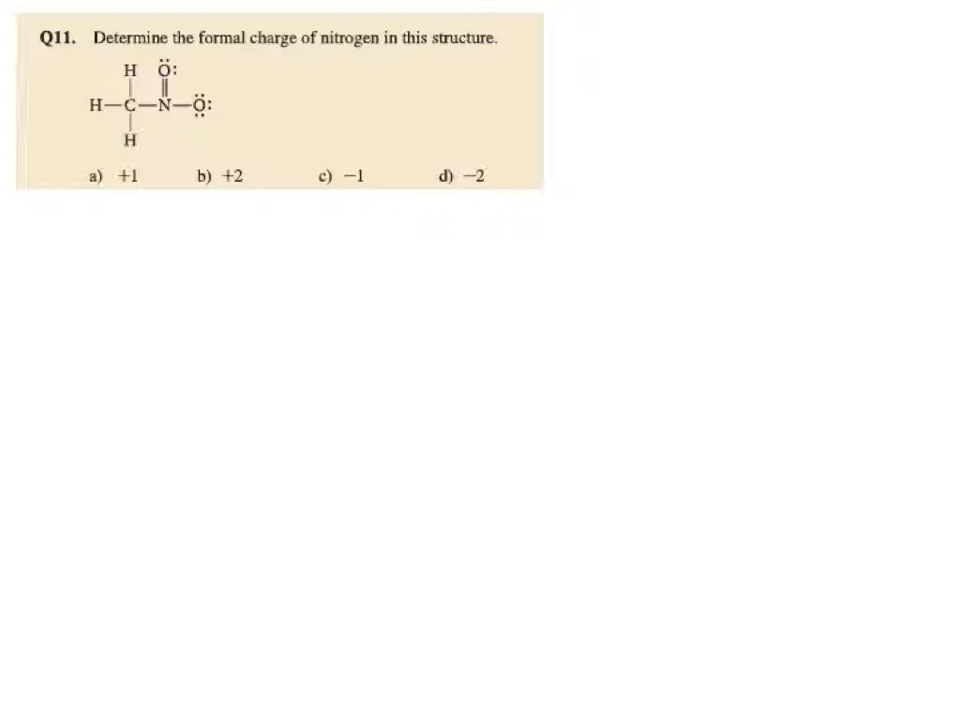 Q11. Determine the formal charge of nitrogen in this structure.
H Ö:
H—C—N—Ö:
H
a) +1 b) +2 c) −1 d) −2